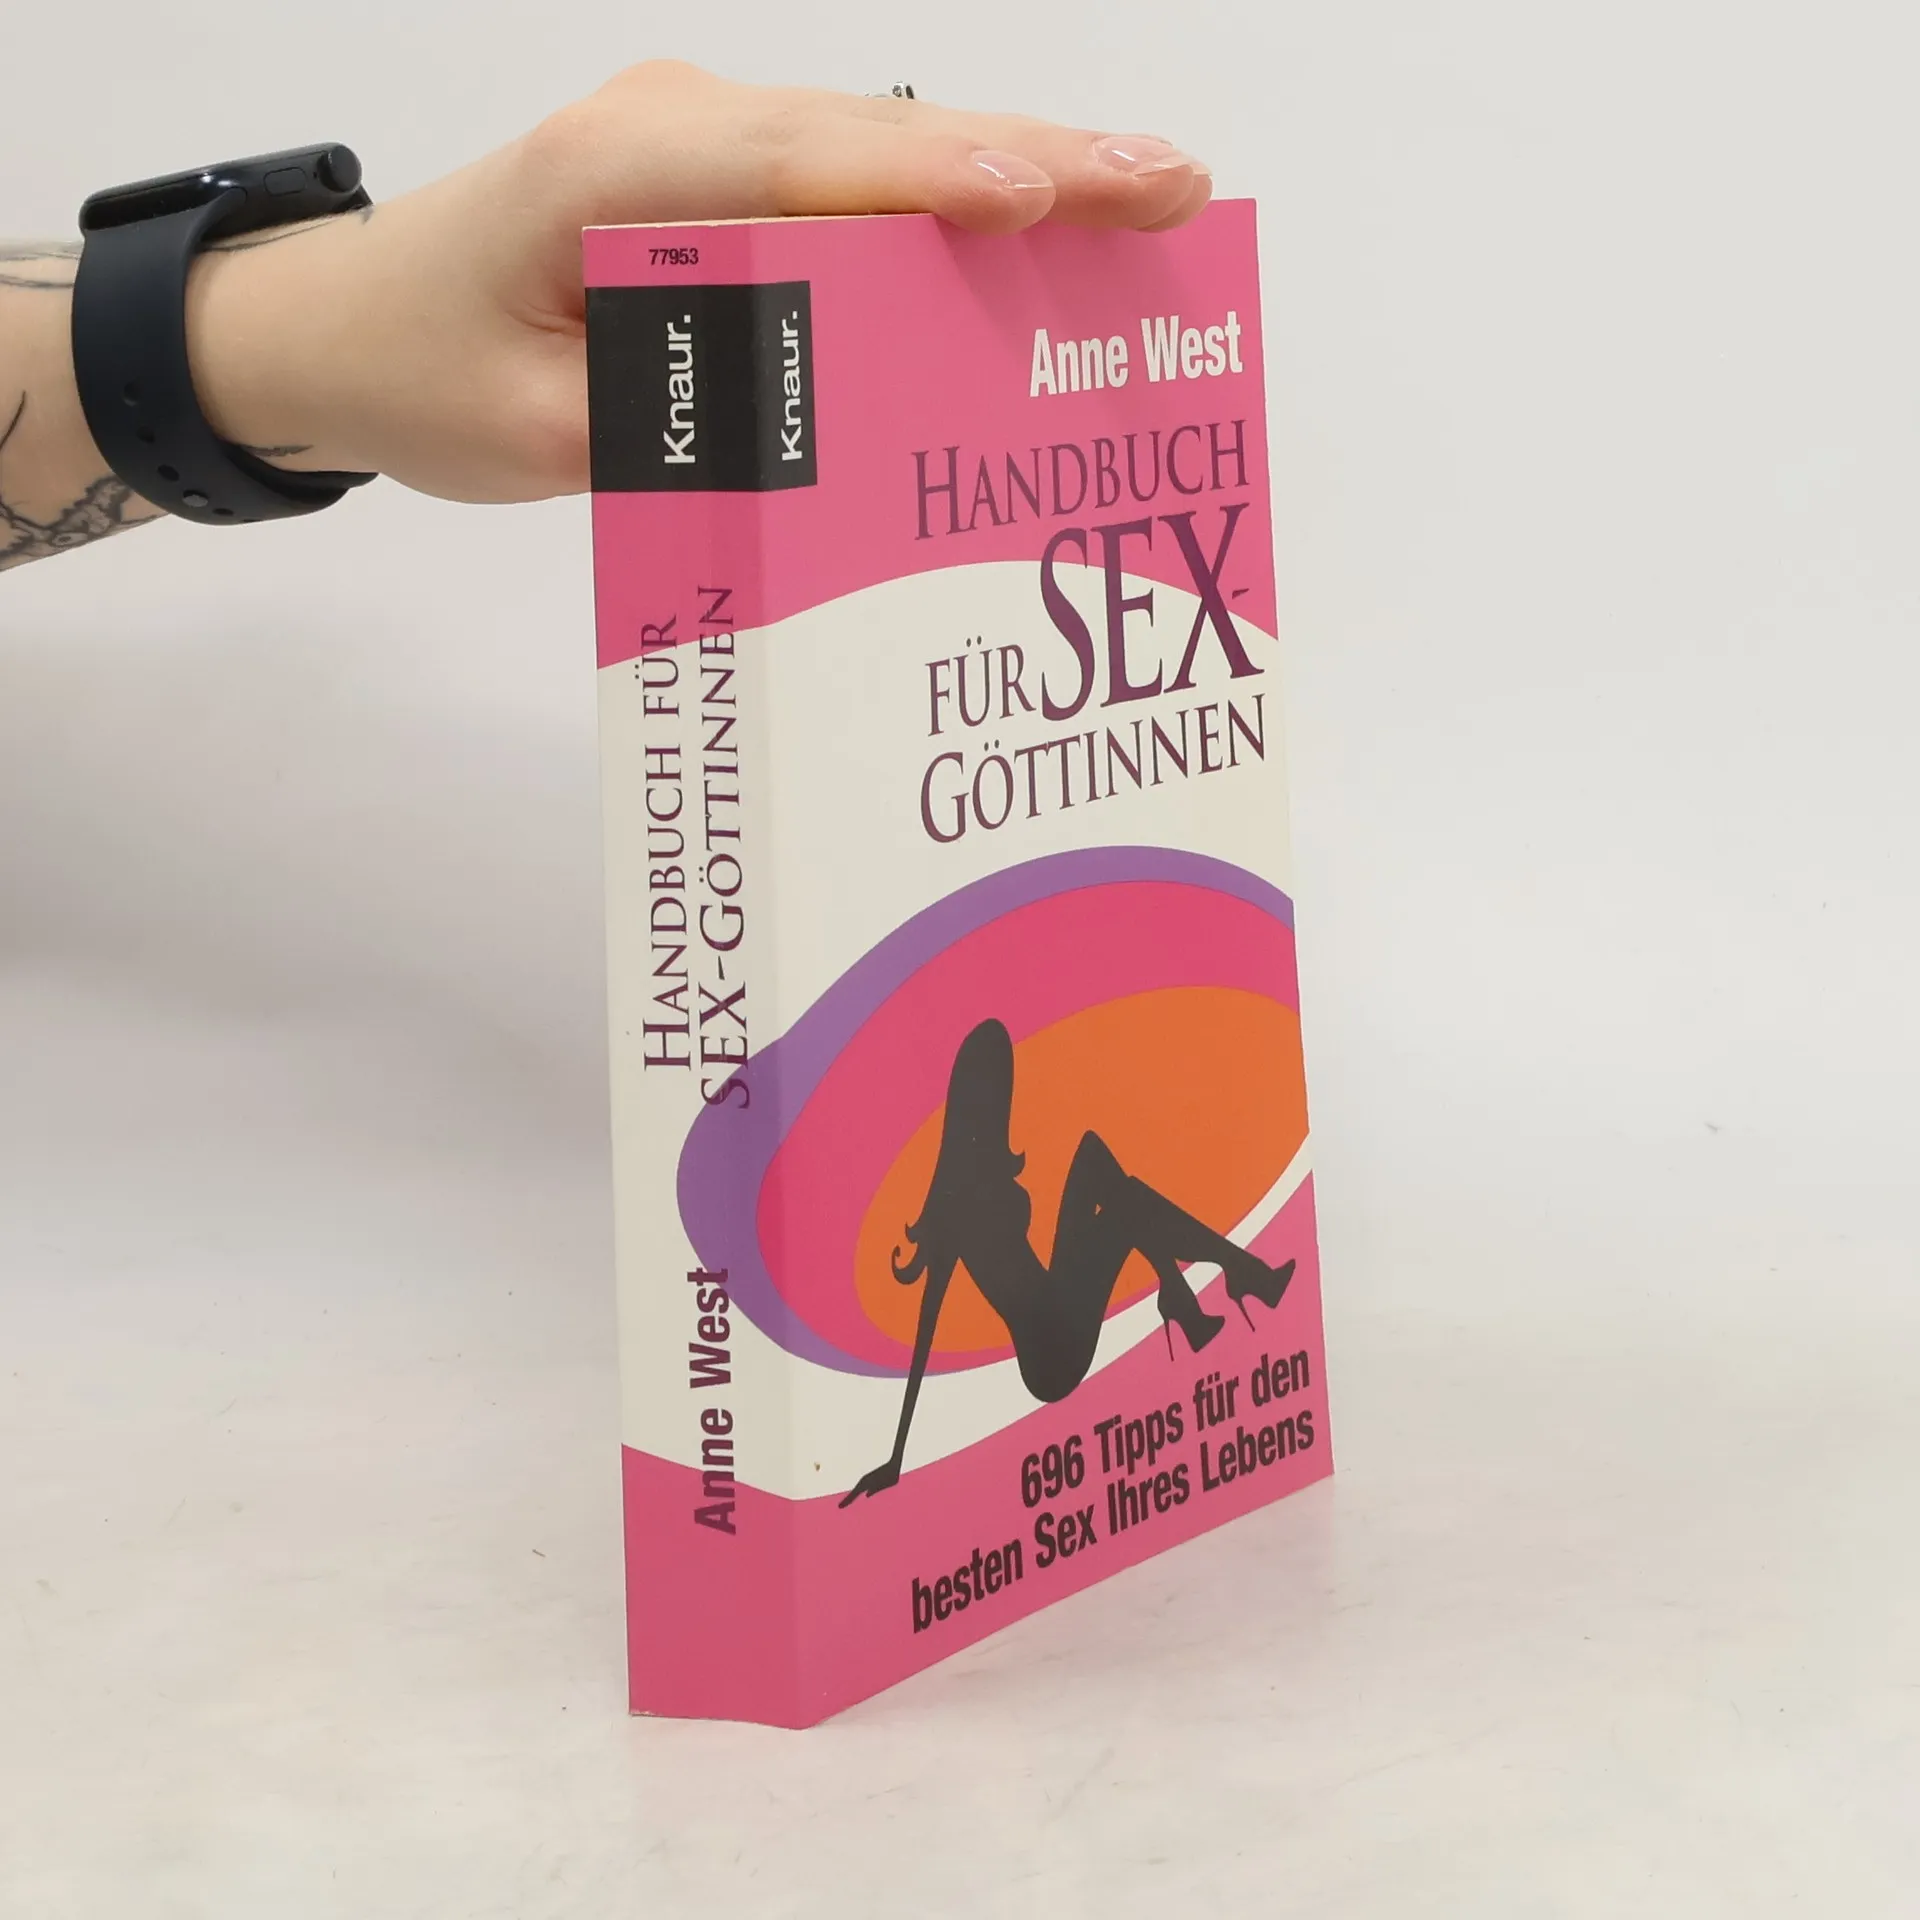 77953
Knaur.
HANDBUCH FÜR
SEX-GÖTTINNEN
Anne West
Knaur.
Anne West
HANDBUCH
FÜR SEX-
GÖTTINNEN
696 Tipps für den
besten Sex Ihres Lebens